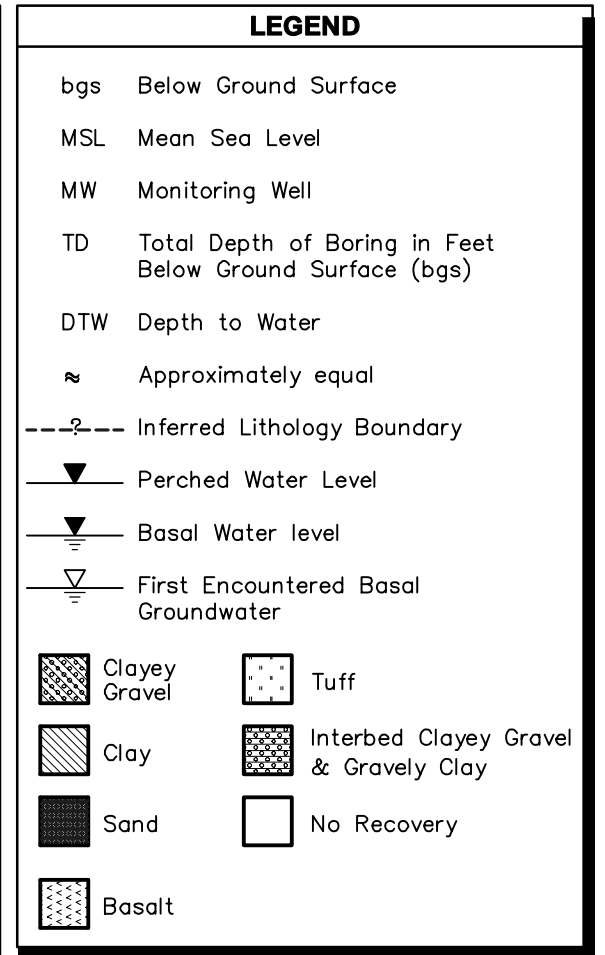 LEGEND
bgs Below Ground Surface
MSL Mean Sea Level
MW Monitoring Well
TD Total Depth of Boring in Feet
Below Ground Surface (bgs)
DTW Depth to Water
≈ Approximately equal
? Inferred Lithology Boundary
Perched Water Level
Basal Water level
First Encountered Basal
Groundwater
Clayey
Gravel
Tuff
Clay
Interbed Clayey Gravel
& Gravely Clay
Sand
No Recovery
Basalt